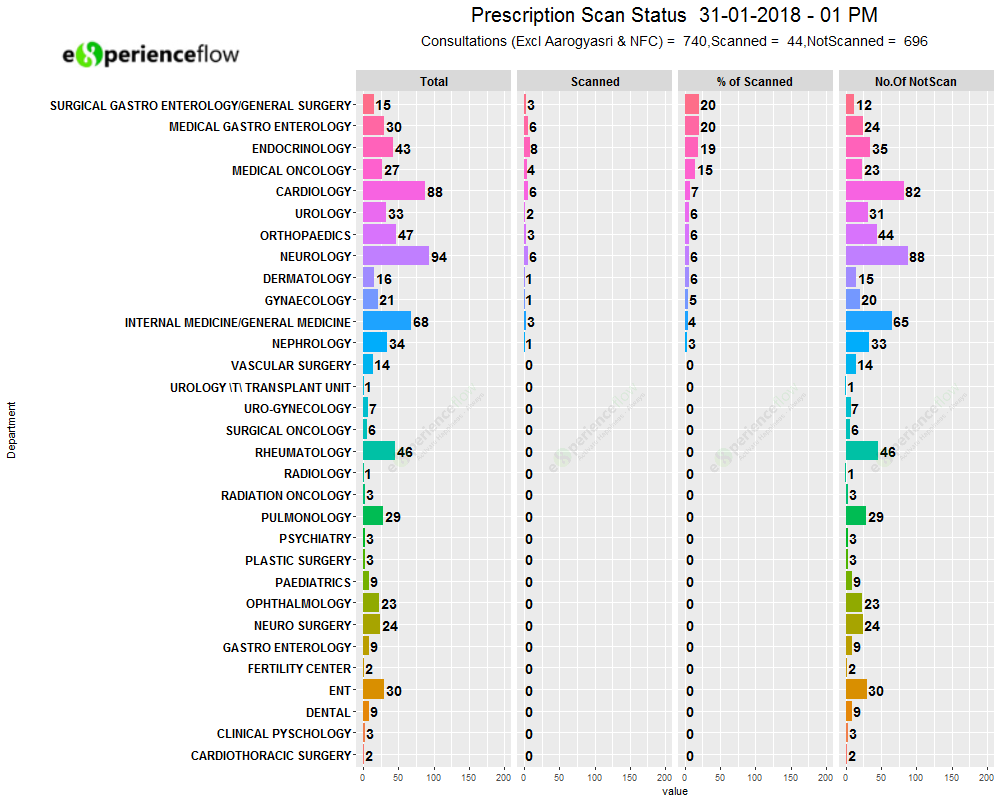 Prescription Scan Status 31-01-2018 - 01 PM
Consultations (Excl Aarogyasri & NFC) = 740,Scanned = 44,NotScanned = 696
eXperienceflow
Total Scanned % of Scanned No.Of NotScan
SURGICAL GASTRO ENTEROLOGY/GENERAL SURGERY 15 3 20 12
MEDICAL GASTRO ENTEROLOGY 30 6 20 24
ENDOCRINOLOGY 43 8 19 35
MEDICAL ONCOLOGY 27 4 15 23
CARDIOLOGY 88 6 7 82
UROLOGY 33 2 6 31
ORTHOPAEDICS 47 3 6 44
NEUROLOGY 94 6 6 88
DERMATOLOGY 16 1 6 15
GYNAECOLOGY 21 1 5 20
INTERNAL MEDICINE/GENERAL MEDICINE 68 3 4 65
NEPHROLOGY 34 1 3 33
VASCULAR SURGERY 14 0 0 14
UROLOGY \T\ TRANSPLANT UNIT 1 0 0 1
URO-GYNECOLOGY 7 0 0 7
SURGICAL ONCOLOGY 6 0 0 6
RHEUMATOLOGY 46 0 0 46
RADIOLOGY 1 0 0 1
RADIATION ONCOLOGY 3 0 0 3
PULMONOLOGY 29 0 0 29
PSYCHIATRY 3 0 0 3
PLASTIC SURGERY 3 0 0 3
PAEDIATRICS 9 0 0 9
OPHTHALMOLOGY 23 0 0 23
NEURO SURGERY 24 0 0 24
GASTRO ENTEROLOGY 9 0 0 9
FERTILITY CENTER 2 0 0 2
ENT 30 0 0 30
DENTAL 9 0 0 9
CLINICAL PYSCHOLOGY 3 0 0 3
CARDIOTHORACIC SURGERY 2 0 0 2
0 50 100 150 200 0 50 100 150 200 0 50 100 150 200 0 50 100 150 200
value
Department
eXperienceflow
eXperienceflow
eXperienceflow
eXperienceflow